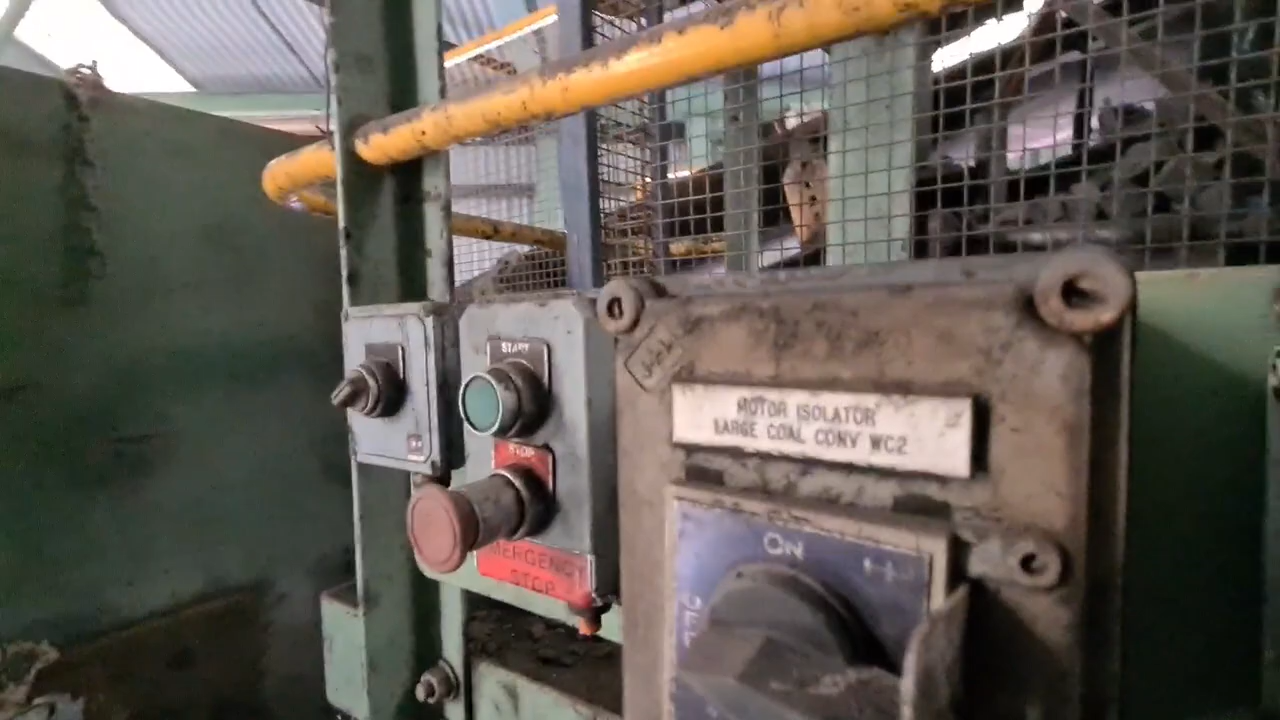 START
STOP
EMERGENCY
STOP
MOTOR ISOLATOR
LARGE COAL CONV WC2
ON
OFF